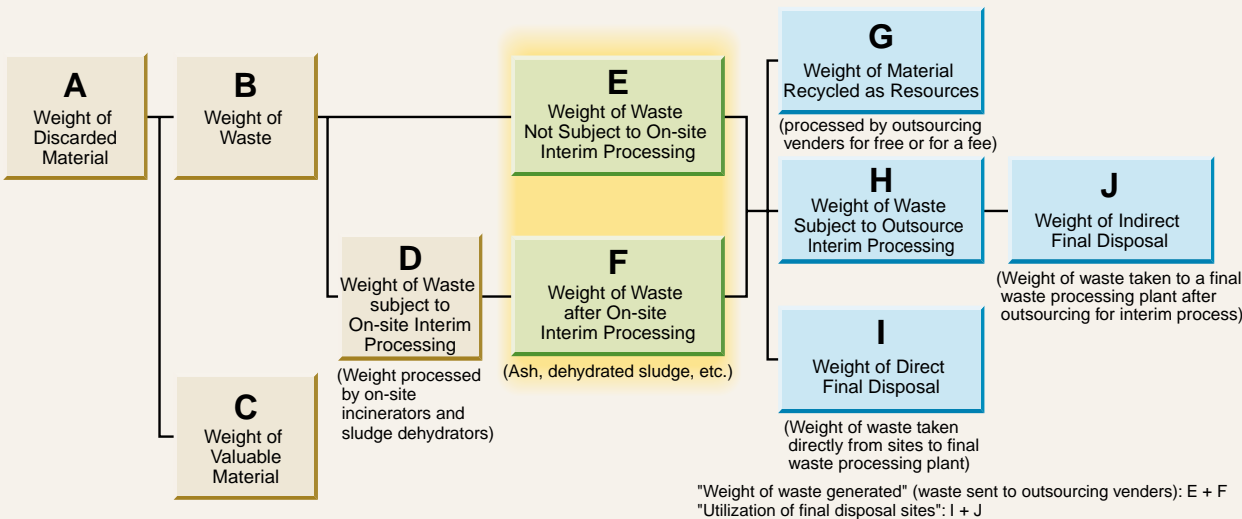 A
Weight of
Discarded
Material
B
Weight of
Waste
C
Weight of
Valuable
Material
D
Weight of Waste
subject to
On-site Interim
Processing
(Weight processed
by on-site
incinerators and
sludge dehydrators)
E
Weight of Waste
Not Subject to On-site
Interim Processing
F
Weight of Waste
after On-site
Interim Processing
(Ash, dehydrated sludge, etc.)
G
Weight of Material
Recycled as Resources
(processed by outsourcing
venders for free or for a fee)
H
Weight of Waste
Subject to Outsource
Interim Processing
I
Weight of Direct
Final Disposal
(Weight of waste taken
directly from sites to final
waste processing plant)
J
Weight of Indirect
Final Disposal
(Weight of waste taken to a final
waste processing plant after
outsourcing for interim process)
"Weight of waste generated" (waste sent to outsourcing venders): E + F
"Utilization of final disposal sites": I + J